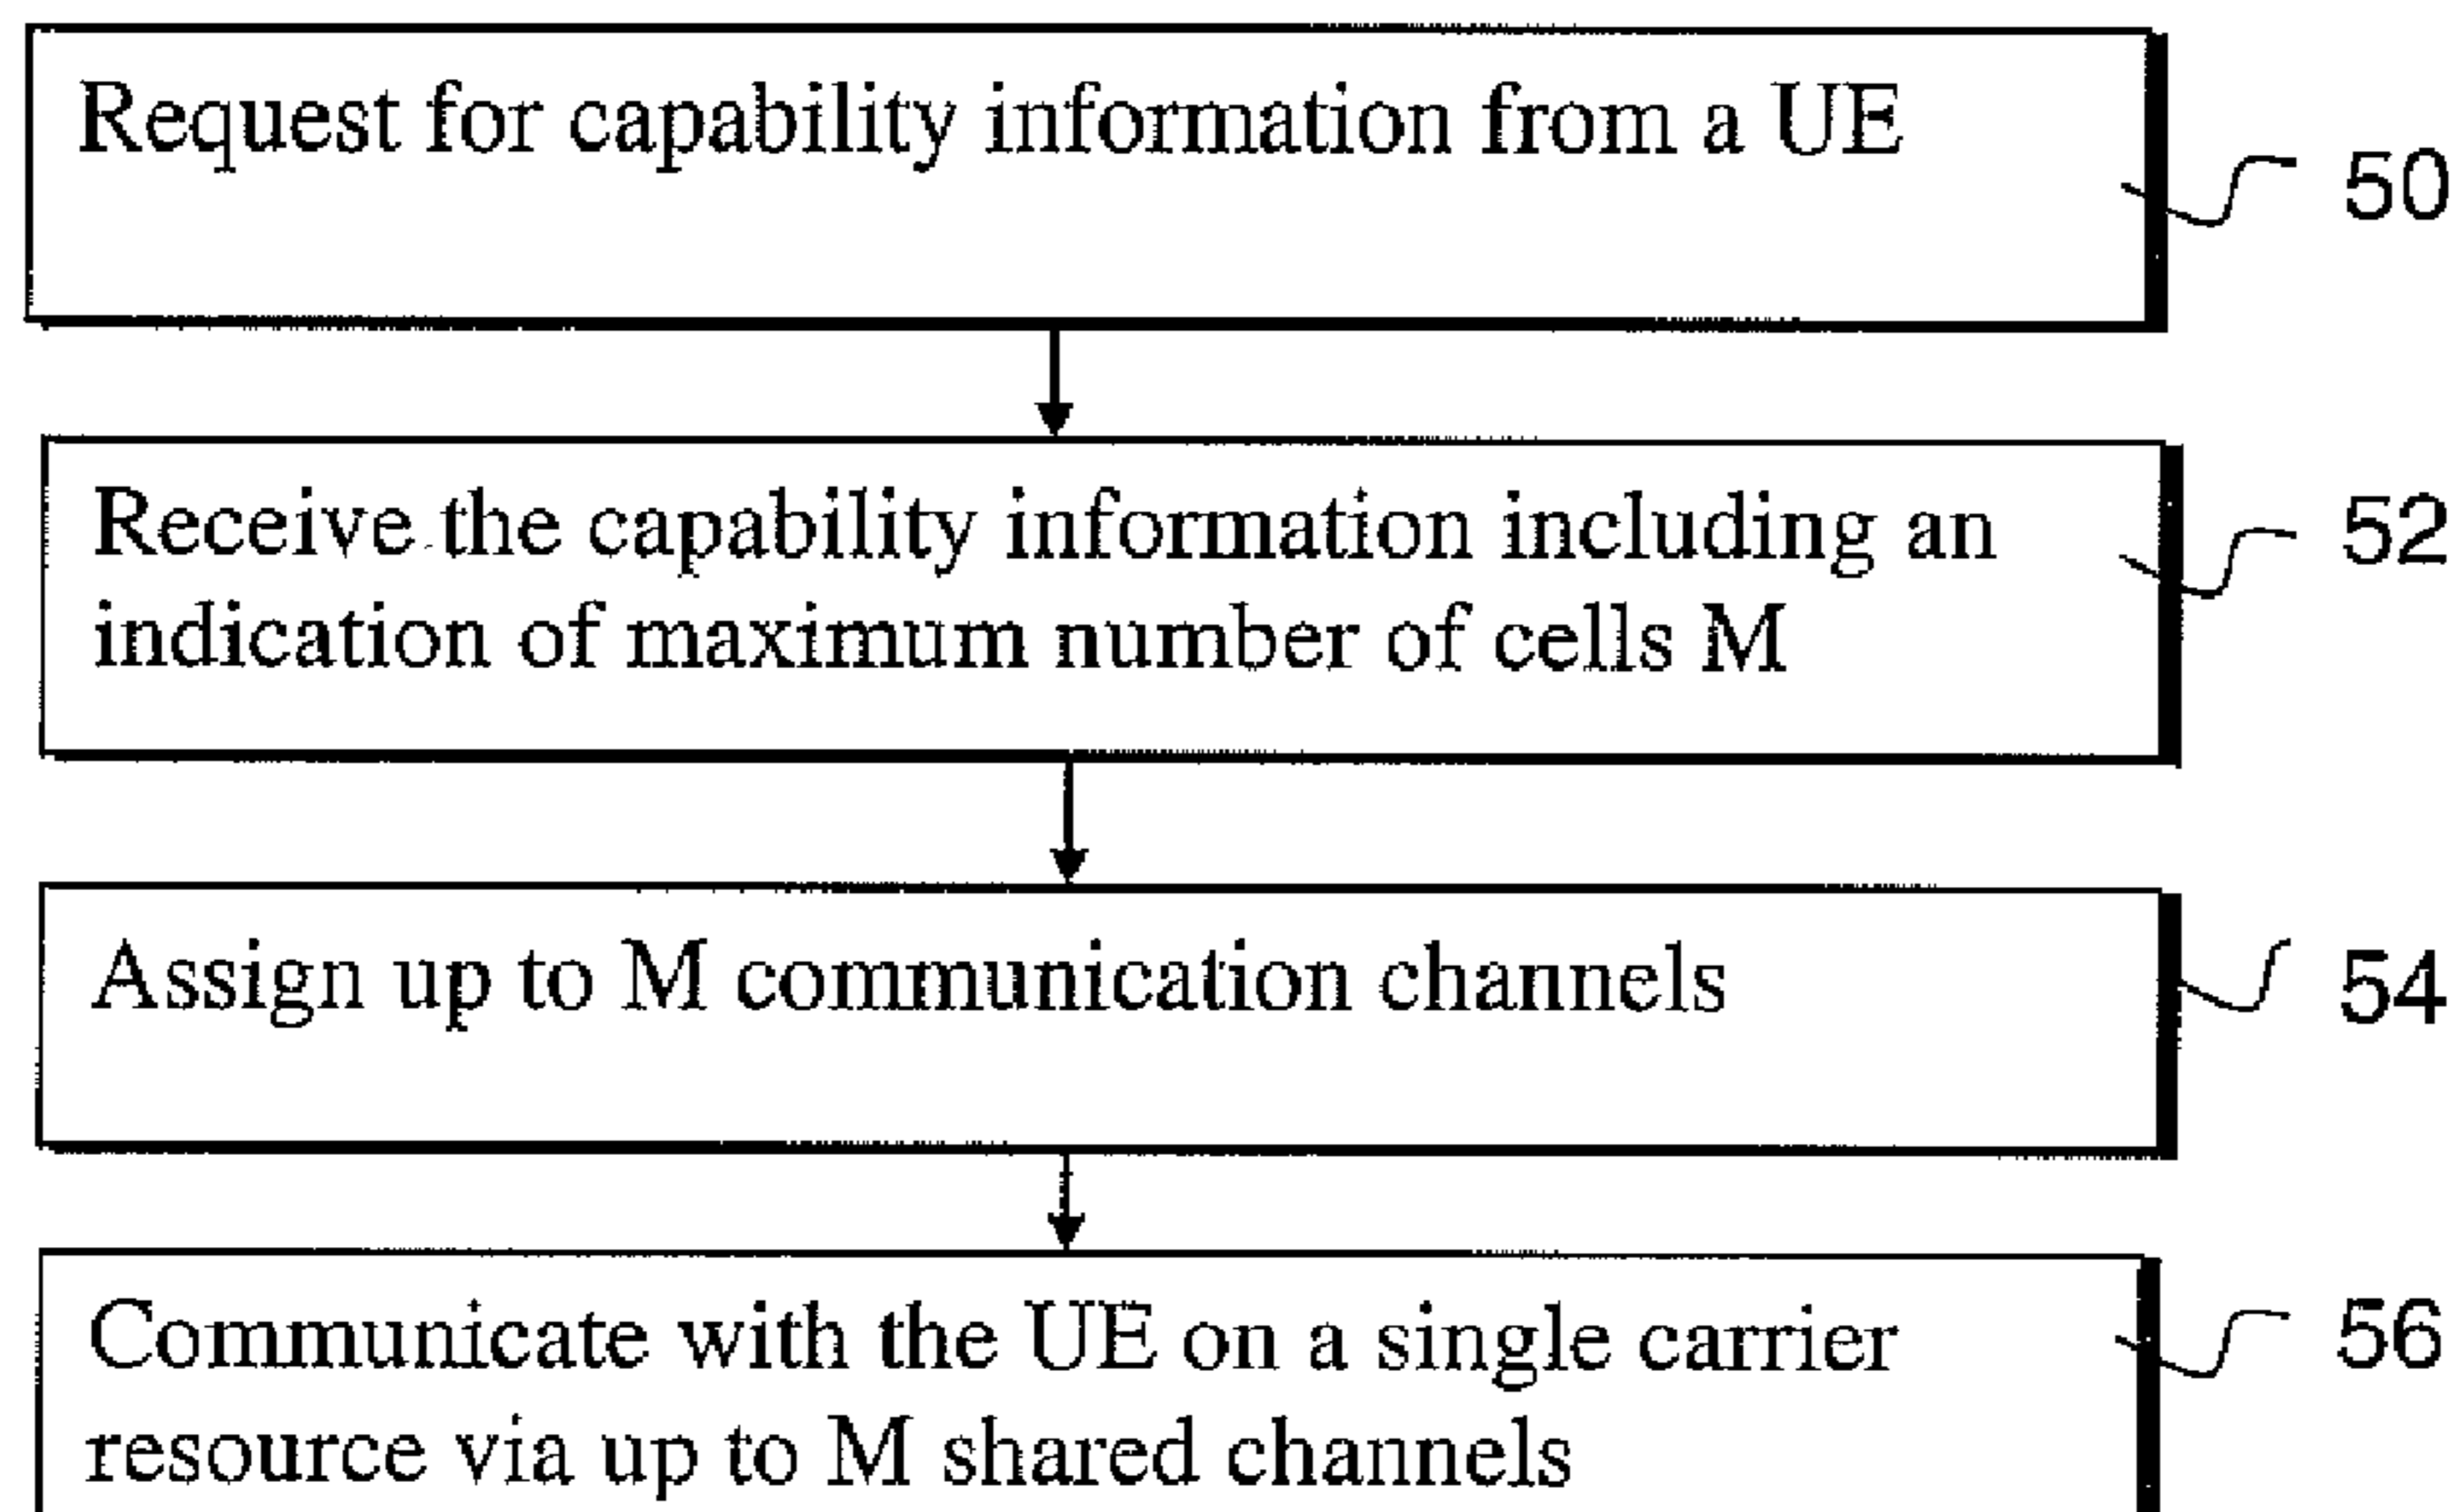 Request for capability information from a UE
50
Receive the capability information including an
indication of maximum number of cells M
52
Assign up to M communication channels
54
Communicate with the UE on a single carrier
resource via up to M shared channels
56